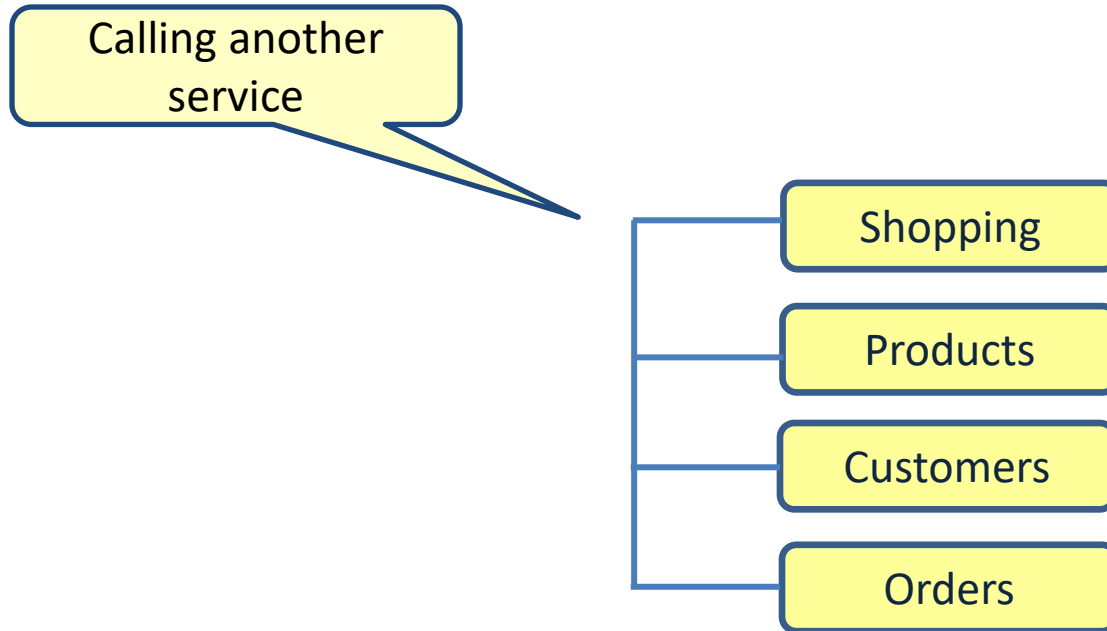 Calling another
service
Shopping
Products
Customers
Orders